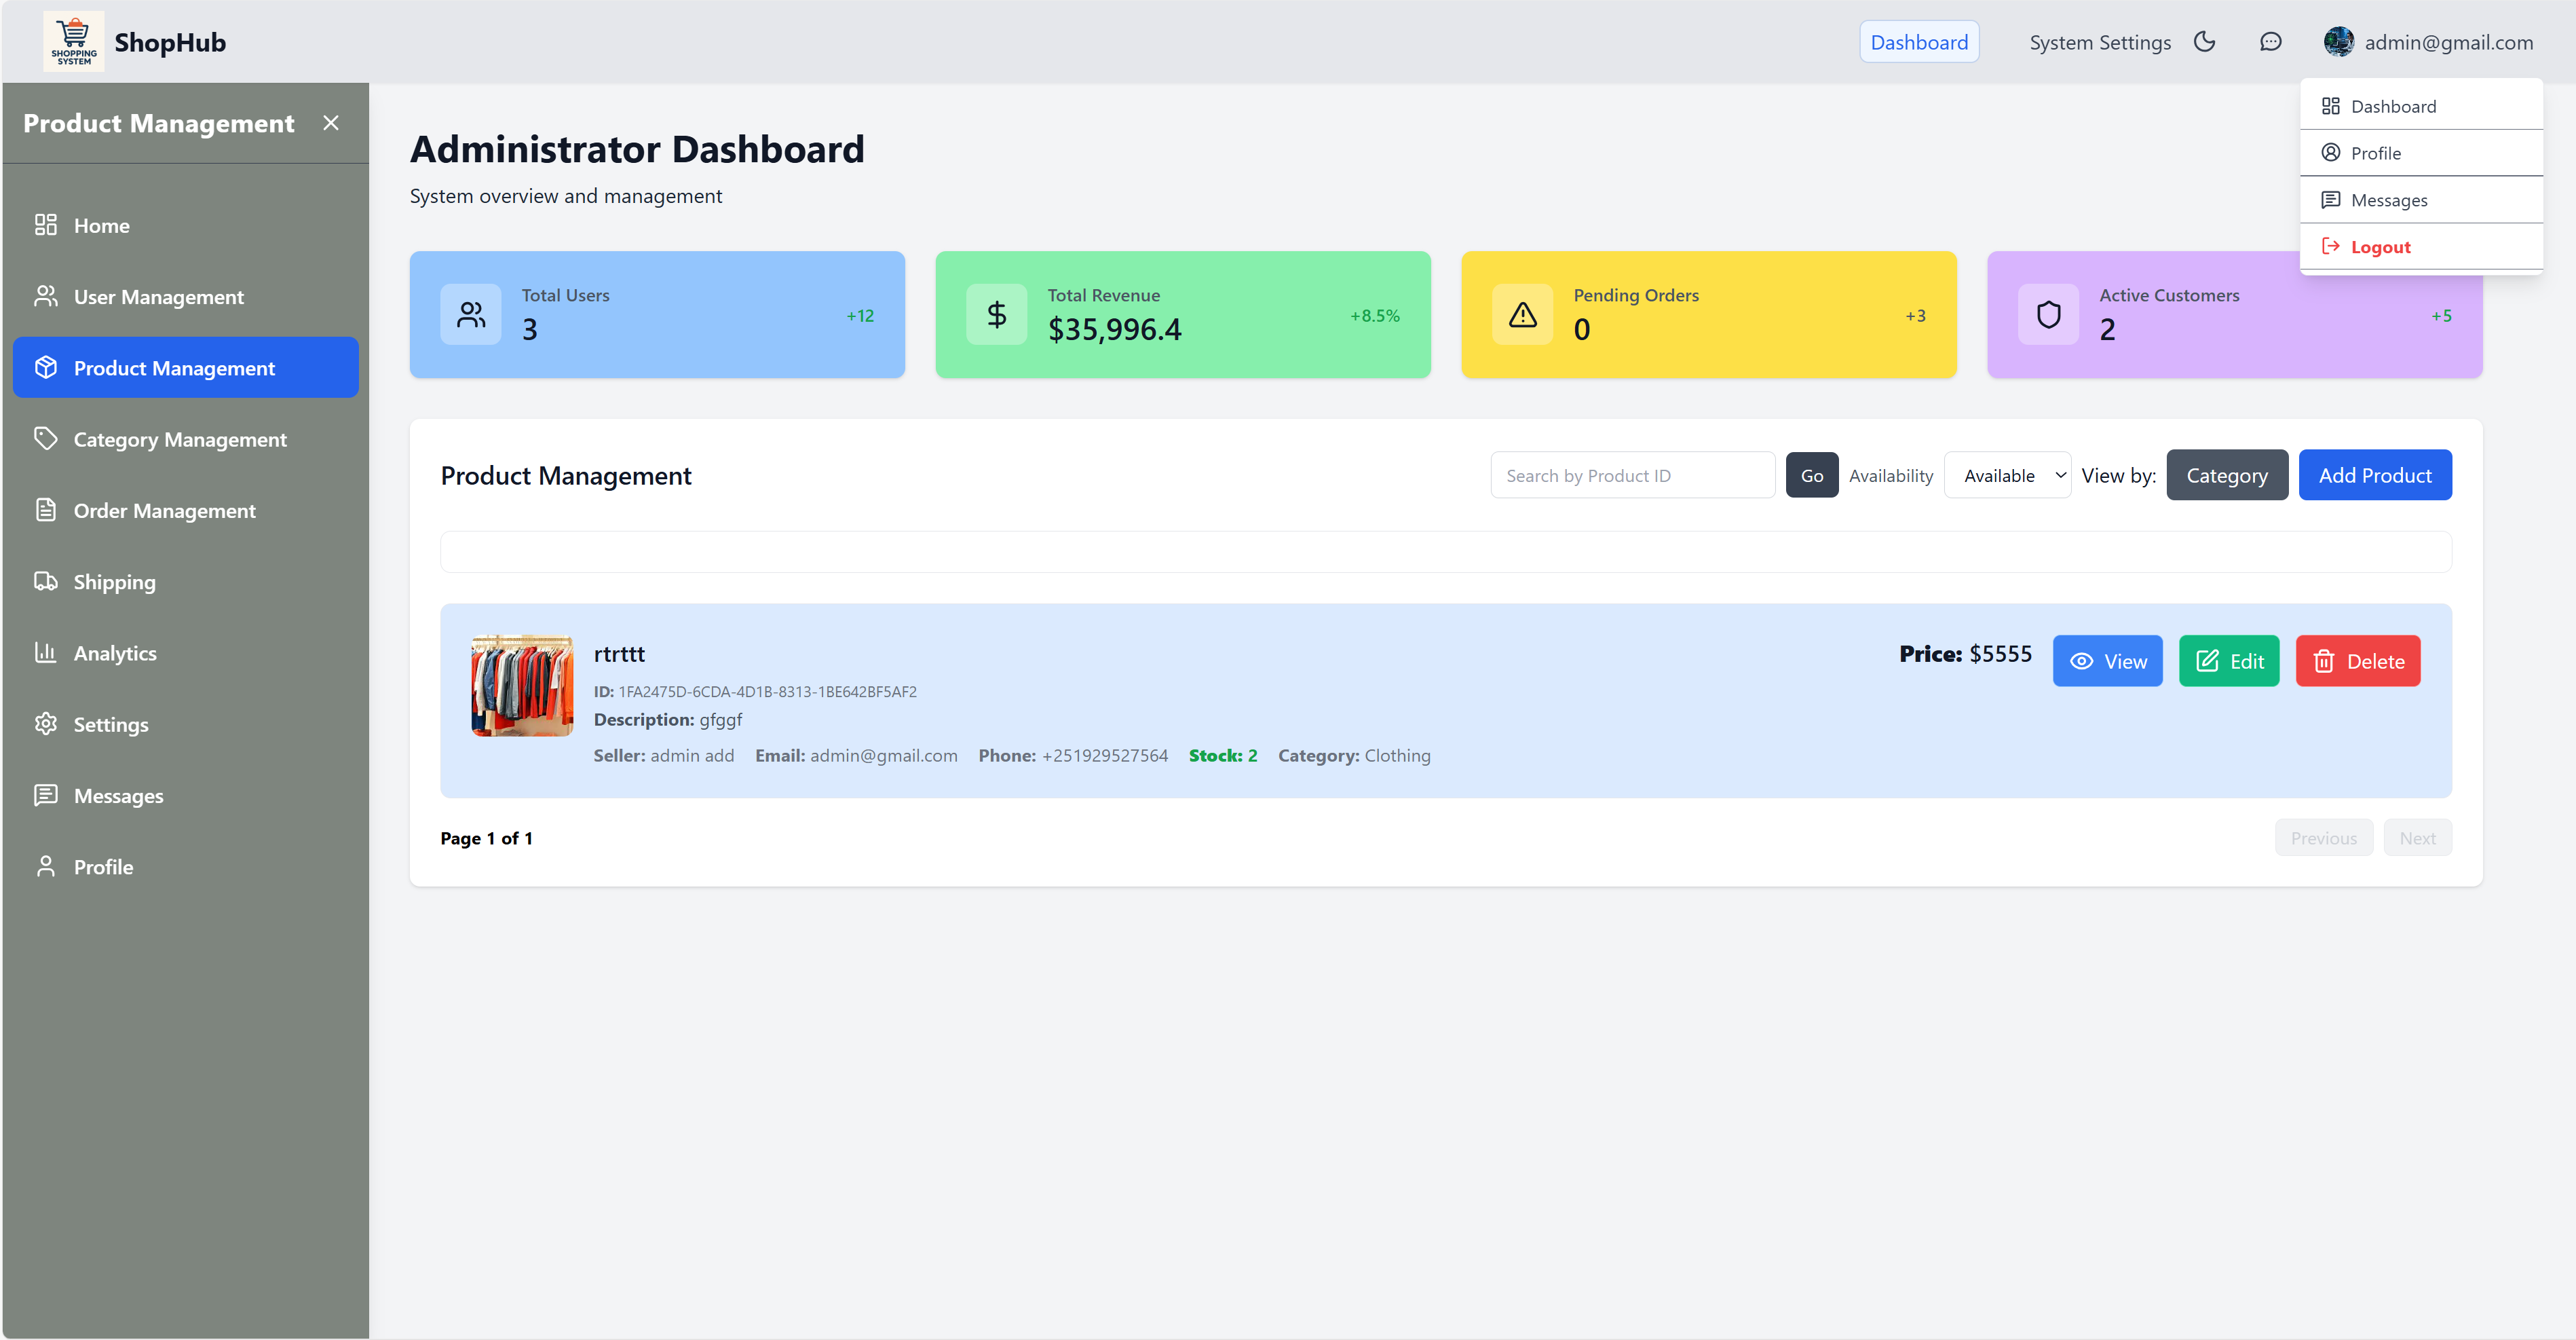 SHOPPING
SYSTEM
ShopHub
Dashboard
System Settings
admin@gmail.com
Dashboard
Profile
Messages
Logout
Product Management
Home
User Management
Product Management
Category Management
Order Management
Shipping
Analytics
Settings
Messages
Profile
Administrator Dashboard
System overview and management
Total Users
3
+12
Total Revenue
$35,996.4
+8.5%
Pending Orders
0
+3
Active Customers
2
+5
Product Management
Search by Product ID
Go
Availability
Available
View by:
Category
Add Product
rtrttt
ID: 1FA2475D-6CDA-4D1B-8313-1BE642BF5AF2
Description: gfggf
Seller: admin add Email: admin@gmail.com Phone: +251929527564 Stock: 2 Category: Clothing
Price: $5555
View
Edit
Delete
Page 1 of 1
Previous
Next